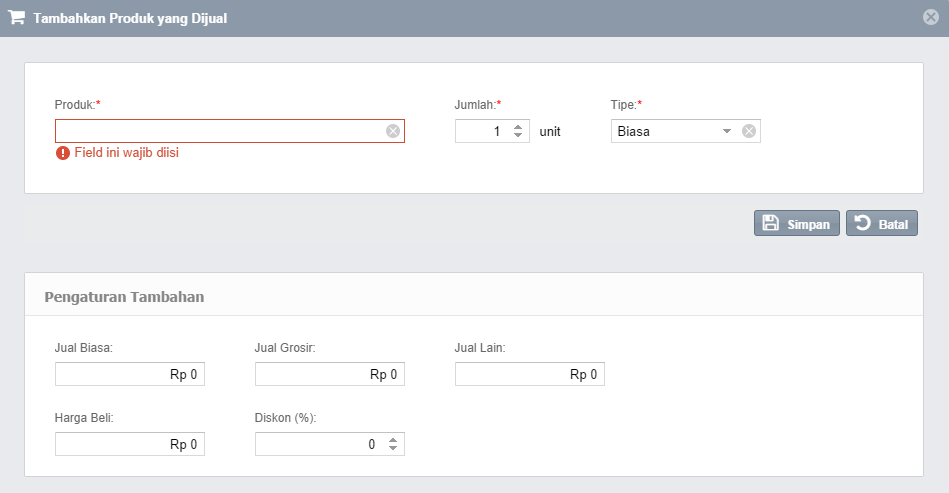 Tambahkan Produk yang Dijual
Produk:* Jumlah:* Tipe:*
1 unit Biasa
Field ini wajib diisi
Simpan Batal
Pengaturan Tambahan
Jual Biasa: Jual Grosir: Jual Lain:
Rp 0 Rp 0 Rp 0
Harga Beli: Diskon (%):
Rp 0 0